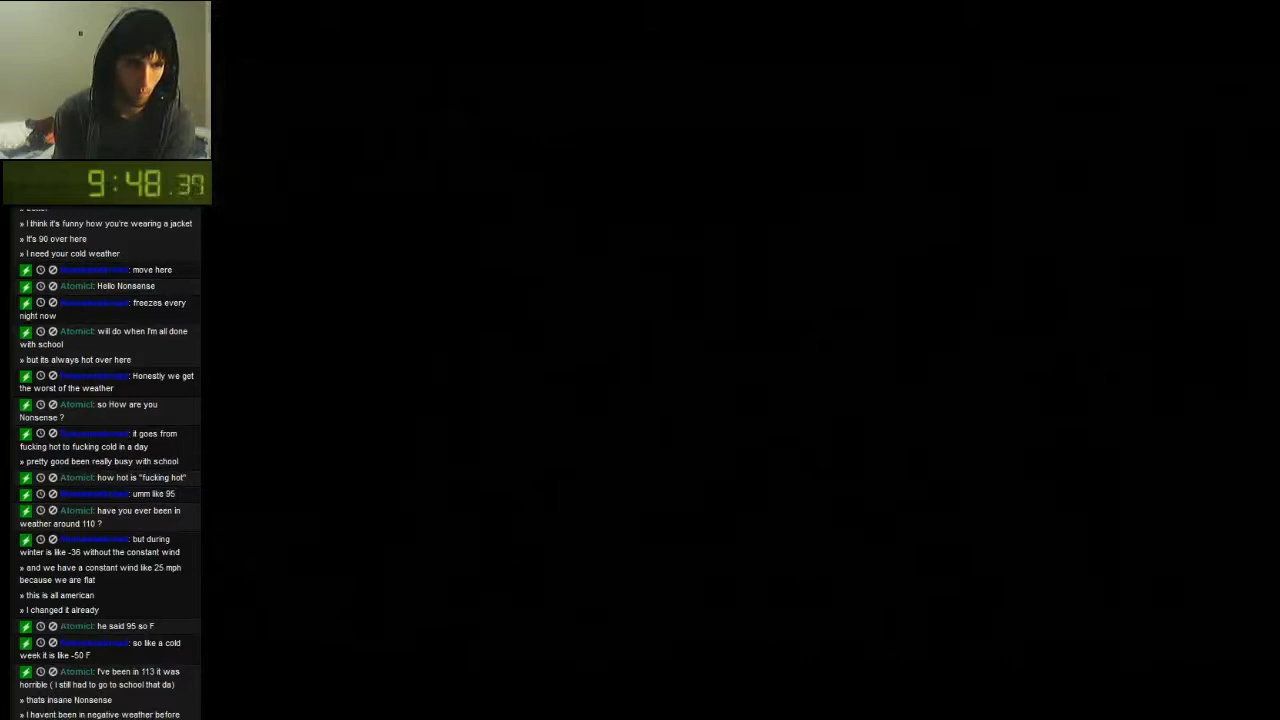 9:48.37
» I think it's funny how you're wearing a jacket
» It's 90 over here
» I need your cold weather
: move here
Atomicl: Hello Nonsense
: freezes every
night now
Atomicl: will do when I'm all done
with school
» but its always hot over here
: Honestly we get
the worst of the weather
Atomicl: so How are you
Nonsense ?
: it goes from
fucking hot to fucking cold in a day
» pretty good been really busy with school
Atomicl: how hot is "fucking hot"
: umm like 95
Atomicl: have you ever been in
weather around 110 ?
: but during
winter is like -36 without the constant wind
» and we have a constant wind like 25 mph
because we are flat
» this is all american
» I changed it already
Atomicl: he said 95 so F
: so like a cold
week it is like -50 F
Atomicl: I've been in 113 it was
horrible ( i still had to go to school that da)
» thats insane Nonsense
» I havent been in negative weather before